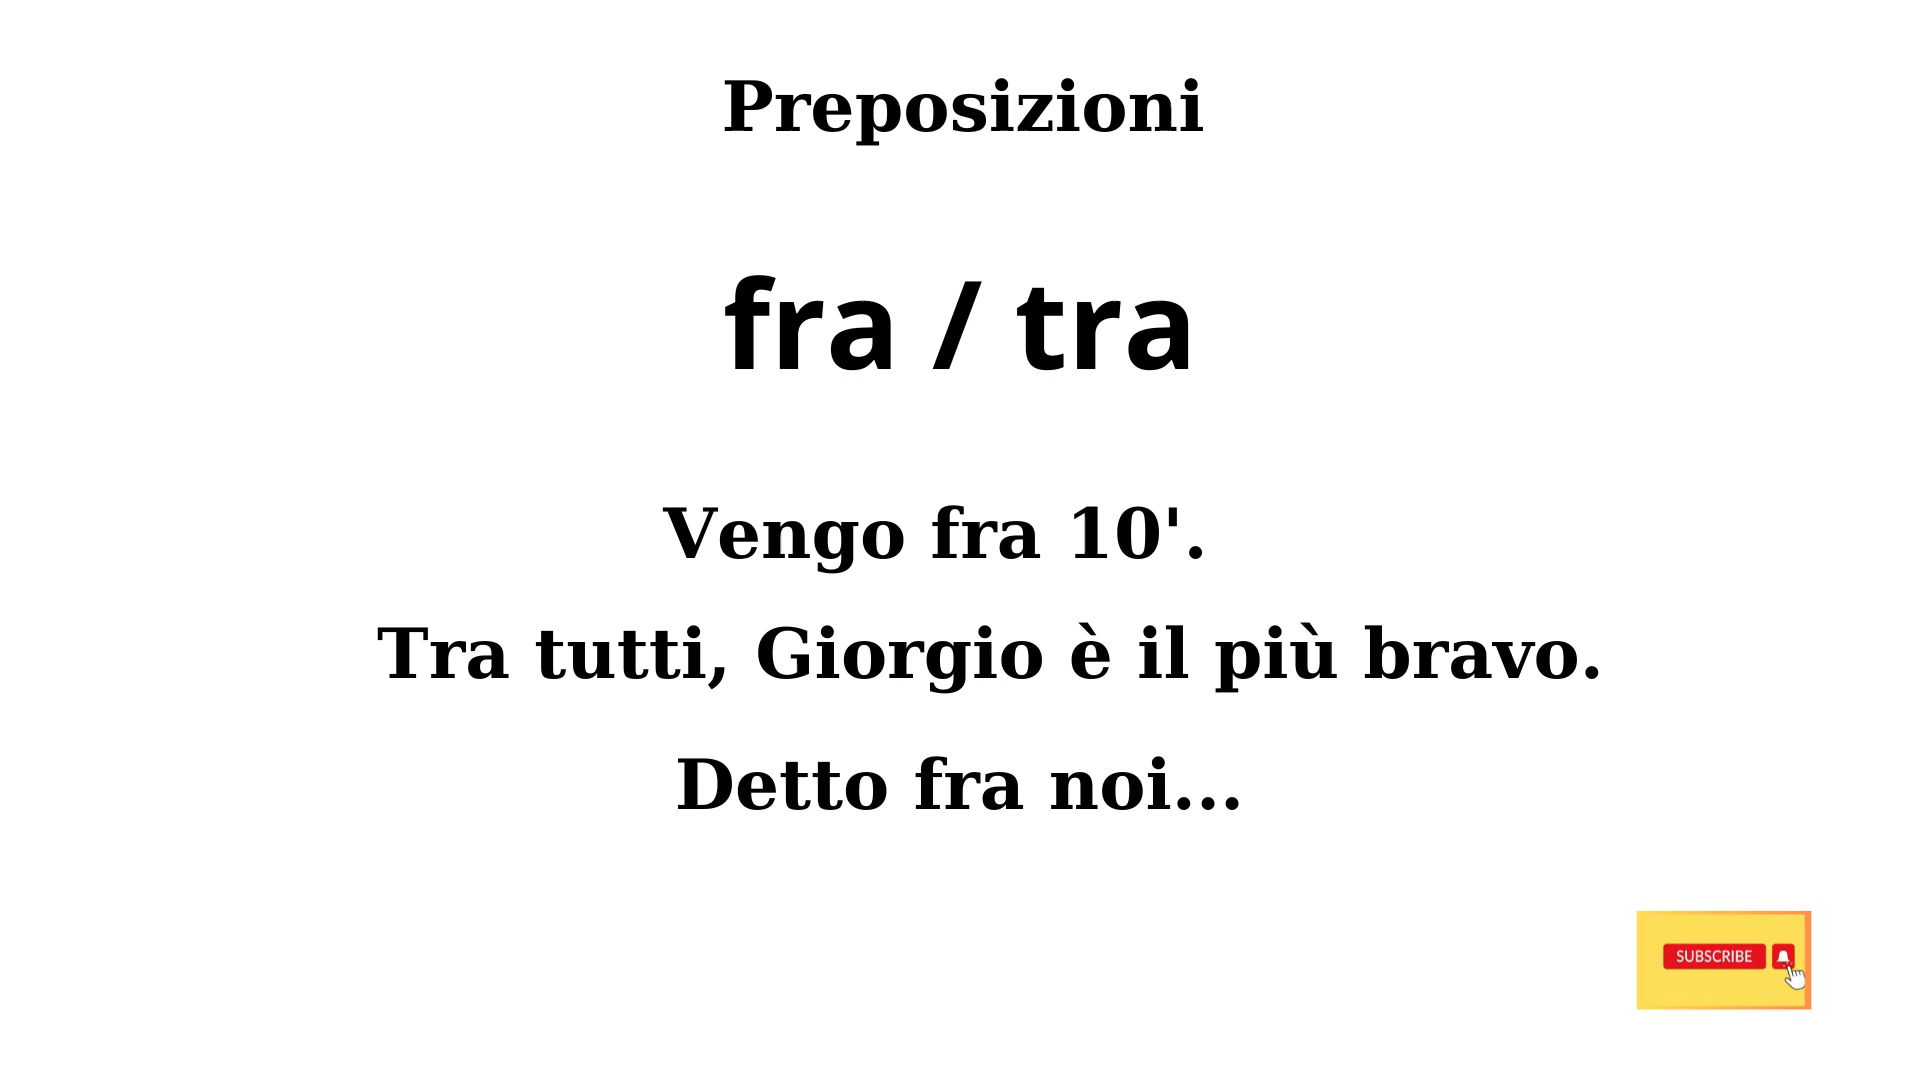 Preposizioni
fra / tra
Vengo fra 10'.
Tra tutti, Giorgio è il più bravo.
Detto fra noi...
SUBSCRIBE